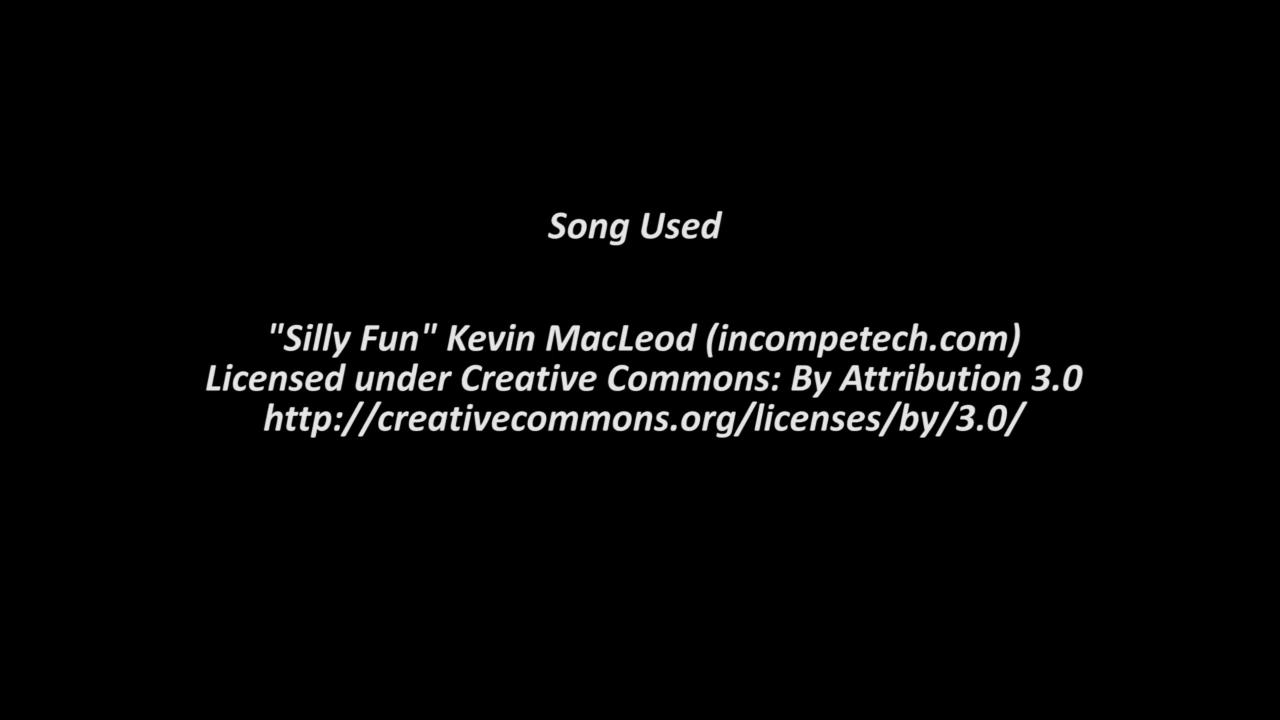 Song Used
"Silly Fun" Kevin MacLeod (incompetech.com)
Licensed under Creative Commons: By Attribution 3.0
http://creativecommons.org/licenses/by/3.0/